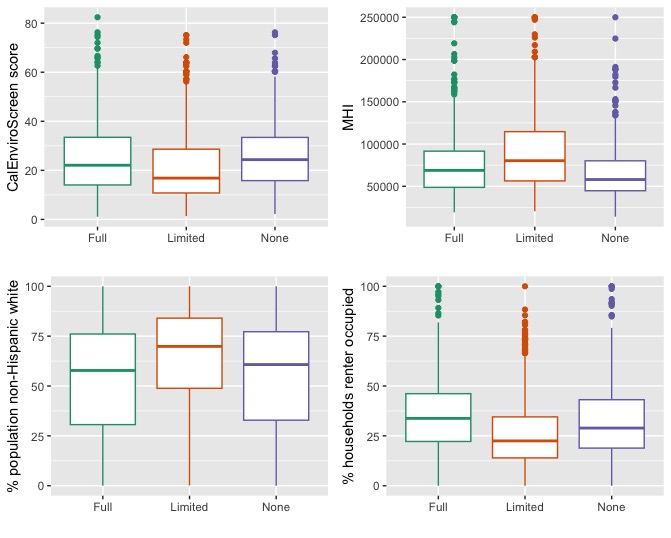 CalEnviroScreen score
80
60
40
20
0
Full Limited None
MHI
250000
200000
150000
100000
50000
Full Limited None
% population non-Hispanic white
100
75
50
25
0
Full Limited None
% households renter occupied
100
75
50
25
0
Full Limited None